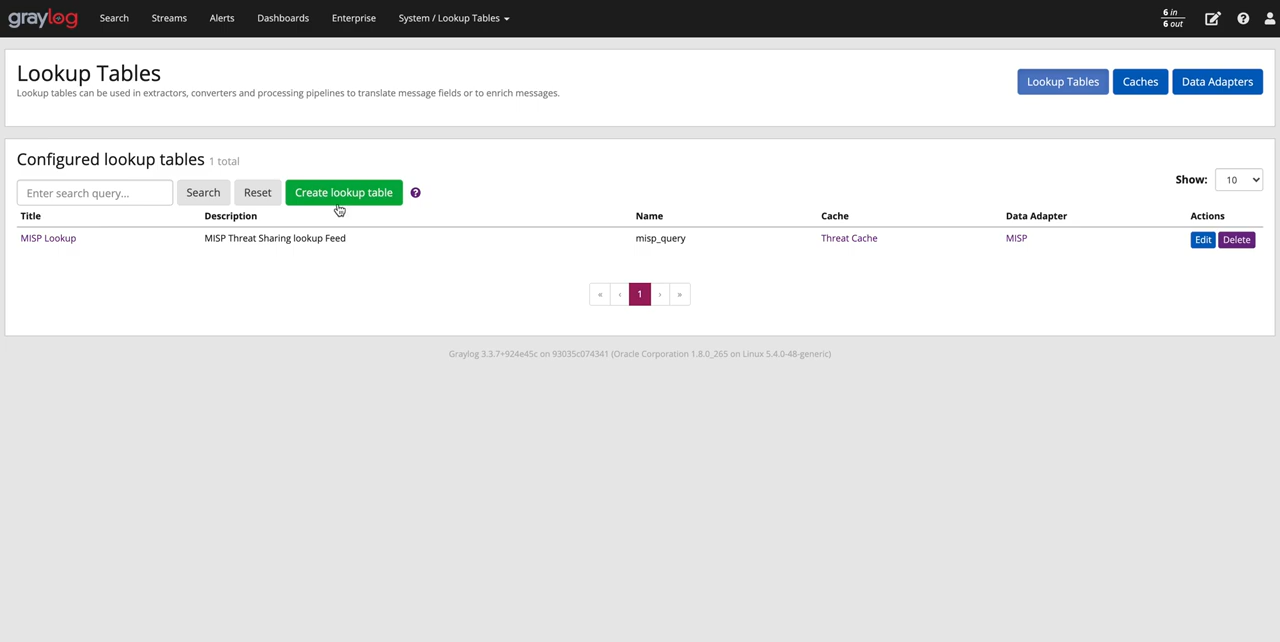 graylog Search Streams Alerts Dashboards Enterprise System / Lookup Tables 6 in
6 out
Lookup Tables
Lookup tables can be used in extractors, converters and processing pipelines to translate message fields or to enrich messages.
Lookup Tables Caches Data Adapters
Configured lookup tables 1 total
Enter search query... Search Reset Create lookup table ? Show: 10
Title Description Name Cache Data Adapter Actions
MISP Lookup MISP Threat Sharing lookup Feed misp_query Threat Cache MISP Edit Delete
« ‹ 1 › »
Graylog 3.3.7+924e45c on 93035c074341 (Oracle Corporation 1.8.0_265 on Linux 5.4.0-48-generic)